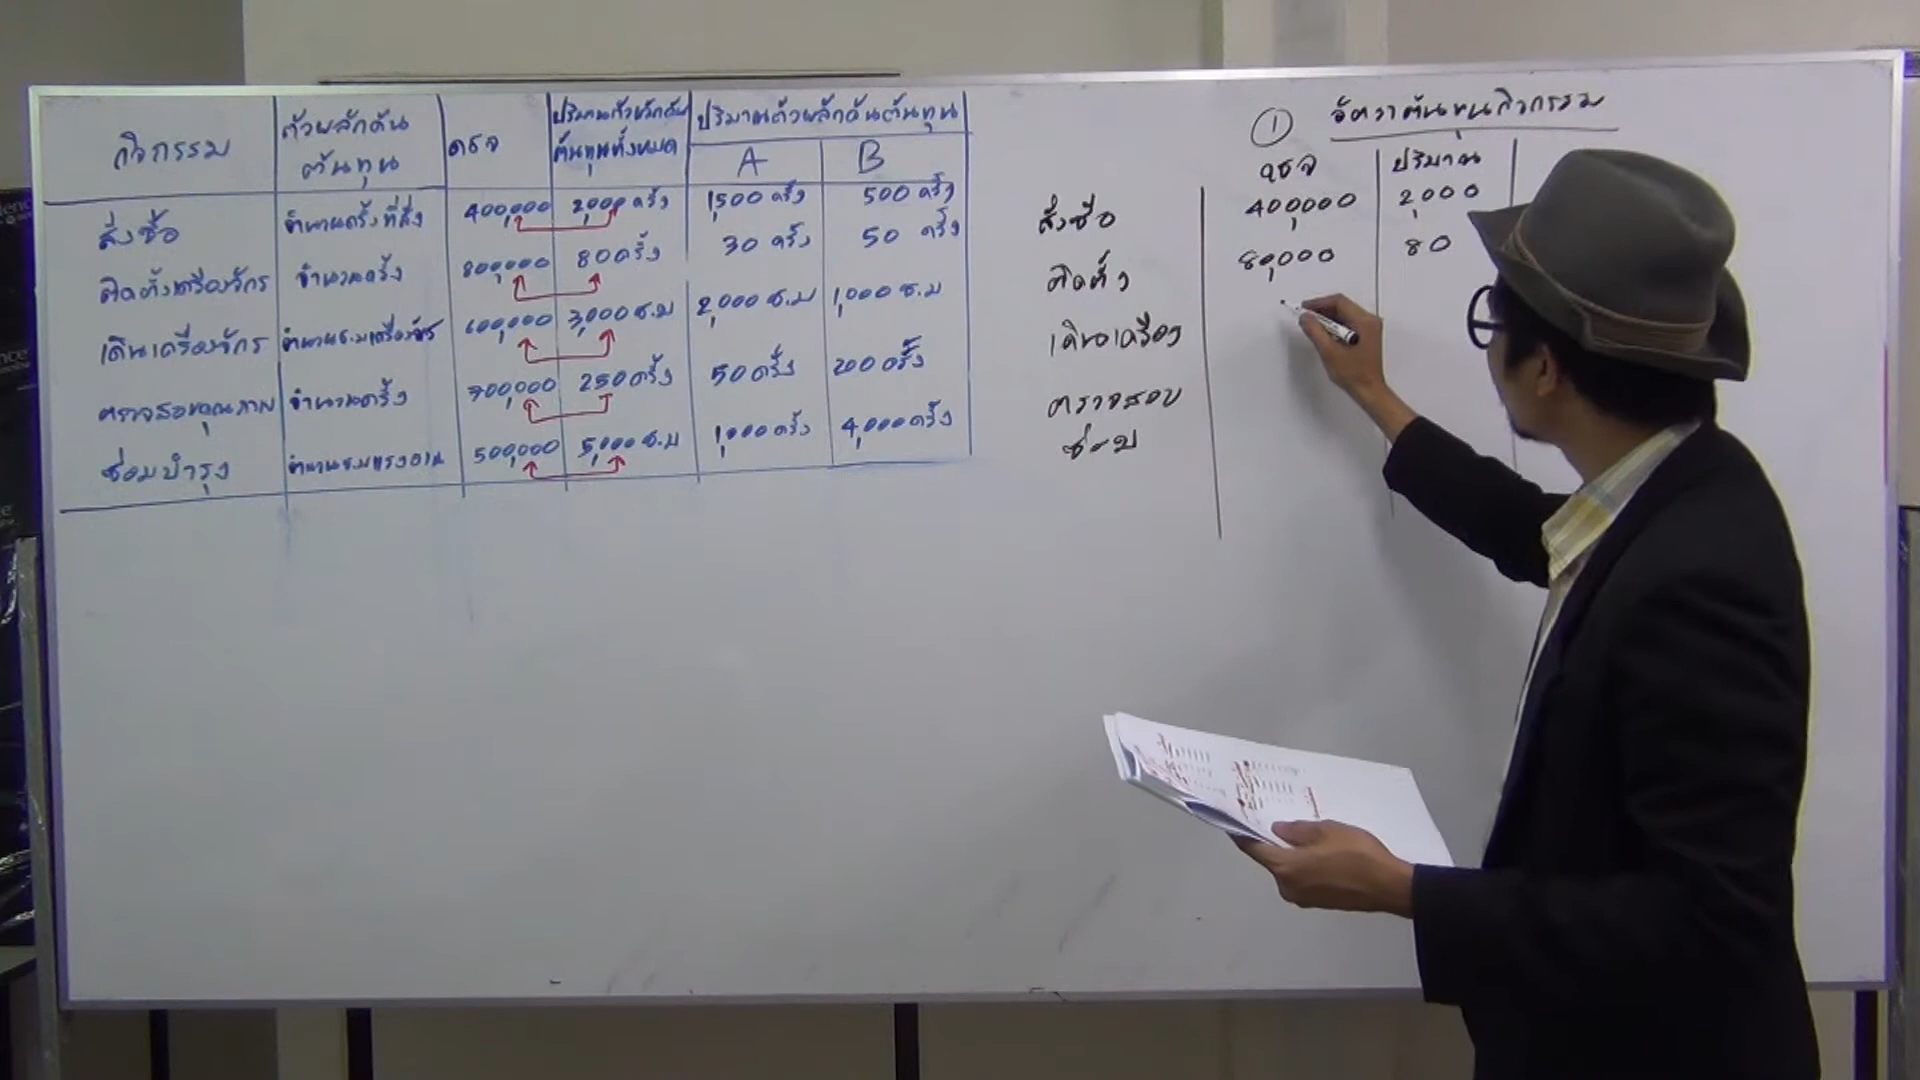 กิจกรรม ตัวผลักดันต้นทุน คชจ ปริมาณตัวผลักดันต้นทุนทั้งหมด ปริมาณตัวผลักดันต้นทุน
A B
สั่งซื้อ จำนวนครั้งที่สั่ง 400,000 2,000 ครั้ง 1,500 ครั้ง 500 ครั้ง
ติดตั้งเครื่องจักร จำนวนครั้ง 800,000 80 ครั้ง 30 ครั้ง 50 ครั้ง
เดินเครื่องจักร จำนวนช.มเครื่องจักร 600,000 3,000 ช.ม 2,000 ช.ม 1,000 ช.ม
ตรวจสอบคุณภาพ จำนวนครั้ง 700,000 250 ครั้ง 50 ครั้ง 200 ครั้ง
ซ่อมบำรุง จำนวนช.มแรงงาน 500,000 5,000 ช.ม 1,000 ครั้ง 4,000 ครั้ง
① อัตราต้นทุนกิจกรรม
คชจ ปริมาณ
สั่งซื้อ 400,000 2,000
ติดตั้ง 80,000 80
เดินเครื่อง
ตรวจสอบ
ซ่อม